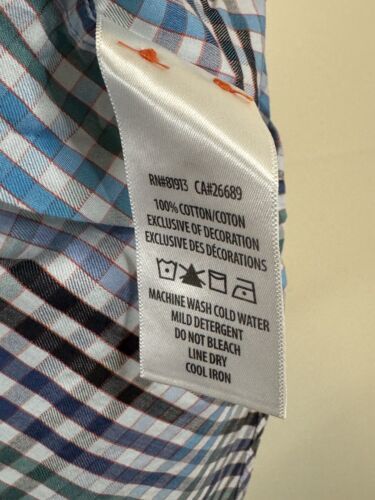 RN#81913 CA#26689
100% COTTON/COTON
EXCLUSIVE OF DECORATION
EXCLUSIVE DES DÉCORATIONS
MACHINE WASH COLD WATER
MILD DETERGENT
DO NOT BLEACH
LINE DRY
COOL IRON